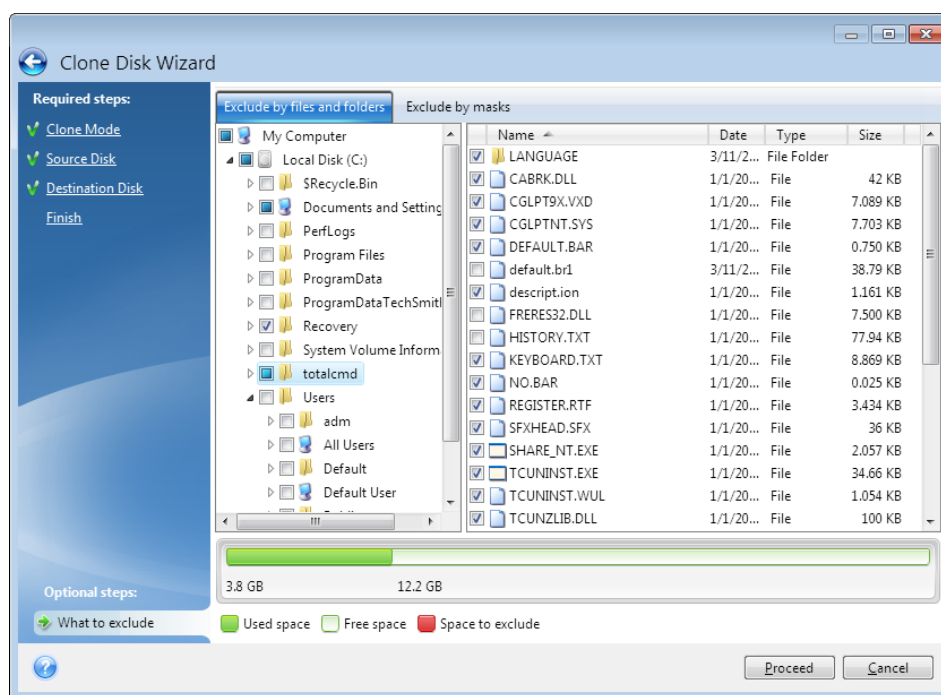 Clone Disk Wizard
Required steps:
Clone Mode
Source Disk
Destination Disk
Finish
Optional steps:
What to exclude
Exclude by files and folders
Exclude by masks
My Computer
Local Disk (C:)
$Recycle.Bin
Documents and Setting
PerfLogs
Program Files
ProgramData
ProgramDataTechSmitl
Recovery
System Volume Inform
totalcmd
Users
adm
All Users
Default
Default User
Name Date Type Size
LANGUAGE 3/11/2... File Folder
CABRK.DLL 1/1/20... File 42 KB
CGLPT9X.VXD 1/1/20... File 7.089 KB
CGLPTNT.SYS 1/1/20... File 7.703 KB
DEFAULT.BAR 1/1/20... File 0.750 KB
default.br1 3/11/2... File 38.79 KB
descript.ion 1/1/20... File 1.161 KB
FRERES32.DLL 1/1/20... File 7.500 KB
HISTORY.TXT 1/1/20... File 77.94 KB
KEYBOARD.TXT 1/1/20... File 8.869 KB
NO.BAR 1/1/20... File 0.025 KB
REGISTER.RTF 1/1/20... File 3.434 KB
SFXHEAD.SFX 1/1/20... File 36 KB
SHARE_NT.EXE 1/1/20... File 2.057 KB
TCUNINST.EXE 1/1/20... File 34.66 KB
TCUNINST.WUL 1/1/20... File 1.054 KB
TCUNZLIB.DLL 1/1/20... File 100 KB
3.8 GB 12.2 GB
Used space Free space Space to exclude
Proceed Cancel